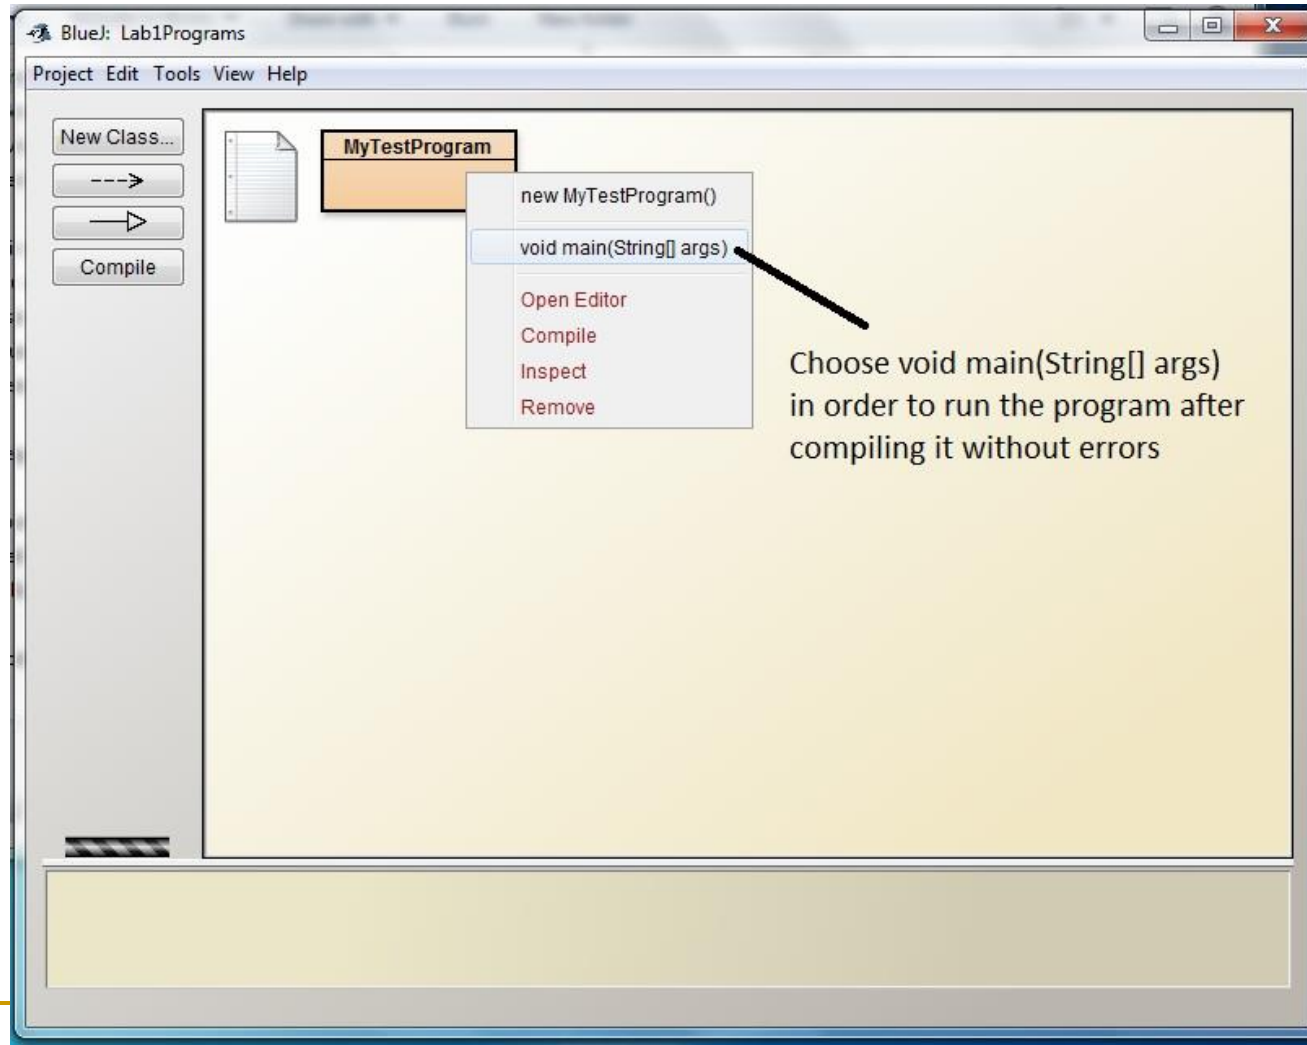 BlueJ: Lab1Programs
Project Edit Tools View Help
New Class...
Compile
MyTestProgram
new MyTestProgram()
void main(String[] args)
Open Editor
Compile
Inspect
Remove
Choose void main(String[] args)
in order to run the program after
compiling it without errors